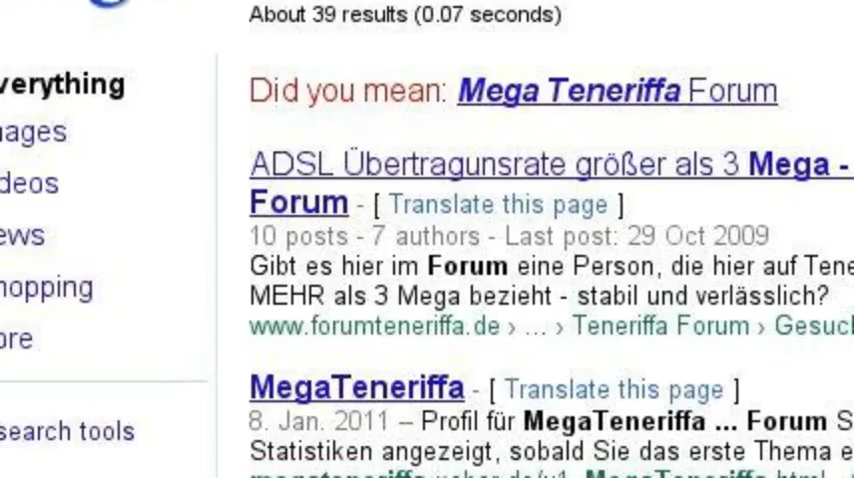 About 39 results (0.07 seconds)
verything
Did you mean: Mega Teneriffa Forum
ages
deos
ews
hopping
ore
search tools
ADSL Übertragunsrate größer als 3 Mega -
Forum - [ Translate this page ]
10 posts - 7 authors - Last post: 29 Oct 2009
Gibt es hier im Forum eine Person, die hier auf Tene
MEHR als 3 Mega bezieht - stabil und verlässlich?
www.forumteneriffa.de › ... › Teneriffa Forum › Gesuch
MegaTeneriffa - [ Translate this page ]
8. Jan. 2011 – Profil für MegaTeneriffa ... Forum S
Statistiken angezeigt, sobald Sie das erste Thema e